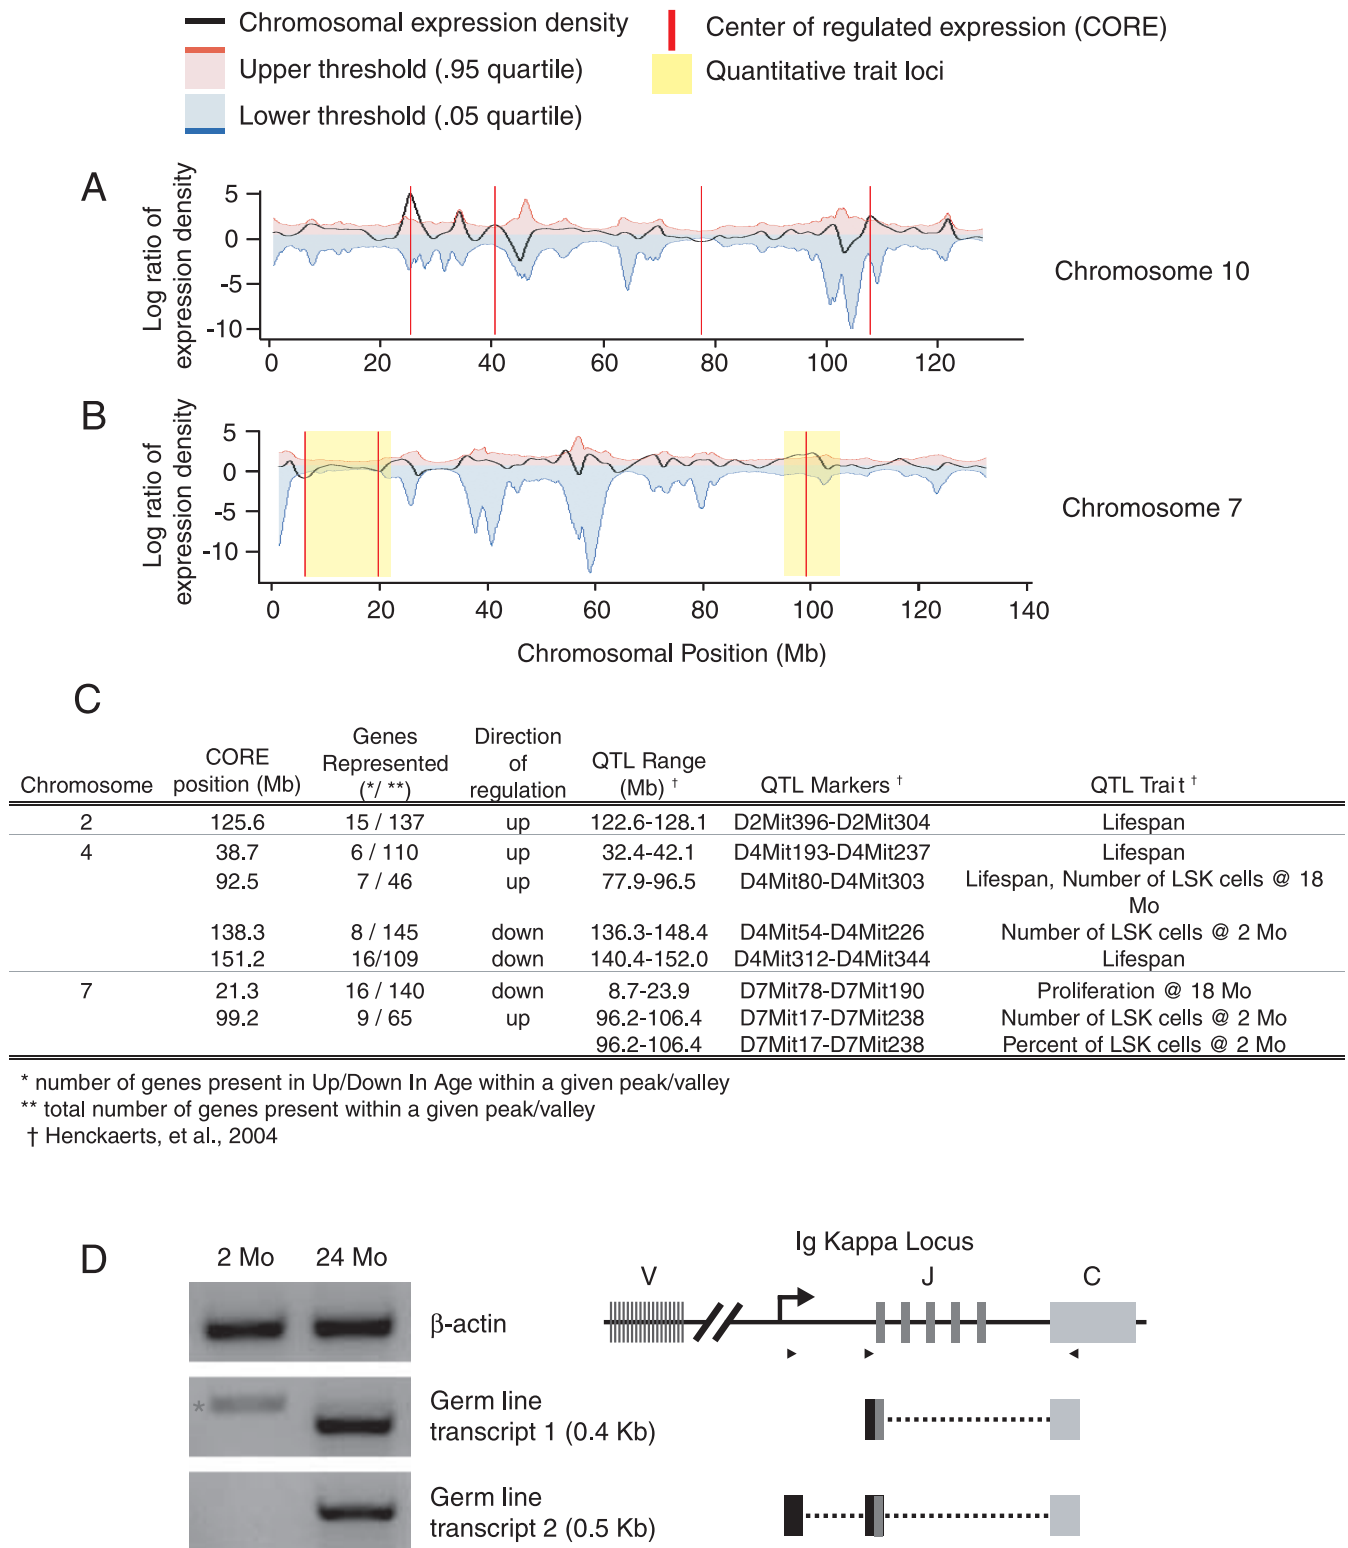 Chromosomal expression density
Upper threshold (.95 quartile)
Lower threshold (.05 quartile)
Center of regulated expression (CORE)
Quantitative trait loci
A
Log ratio of
expression density
5
0
-5
-10
0 20 40 60 80 100 120
Chromosome 10
B
Log ratio of
expression density
5
0
-5
-10
0 20 40 60 80 100 120 140
Chromosome 7
Chromosomal Position (Mb)
C
Chromosome CORE position (Mb) Genes Represented (*/ **) Direction of regulation QTL Range (Mb) † QTL Markers † QTL Trait †
2 125.6 15 / 137 up 122.6-128.1 D2Mit396-D2Mit304 Lifespan
4 38.7 6 / 110 up 32.4-42.1 D4Mit193-D4Mit237 Lifespan
92.5 7 / 46 up 77.9-96.5 D4Mit80-D4Mit303 Lifespan, Number of LSK cells @ 18
Mo
138.3 8 / 145 down 136.3-148.4 D4Mit54-D4Mit226 Number of LSK cells @ 2 Mo
151.2 16/109 down 140.4-152.0 D4Mit312-D4Mit344 Lifespan
7 21.3 16 / 140 down 8.7-23.9 D7Mit78-D7Mit190 Proliferation @ 18 Mo
99.2 9 / 65 up 96.2-106.4 D7Mit17-D7Mit238 Number of LSK cells @ 2 Mo
96.2-106.4 D7Mit17-D7Mit238 Percent of LSK cells @ 2 Mo
* number of genes present in Up/Down In Age within a given peak/valley
** total number of genes present within a given peak/valley
† Henckaerts, et al., 2004
D
2 Mo 24 Mo
β-actin
*
Germ line
transcript 1 (0.4 Kb)
Germ line
transcript 2 (0.5 Kb)
Ig Kappa Locus
V J C